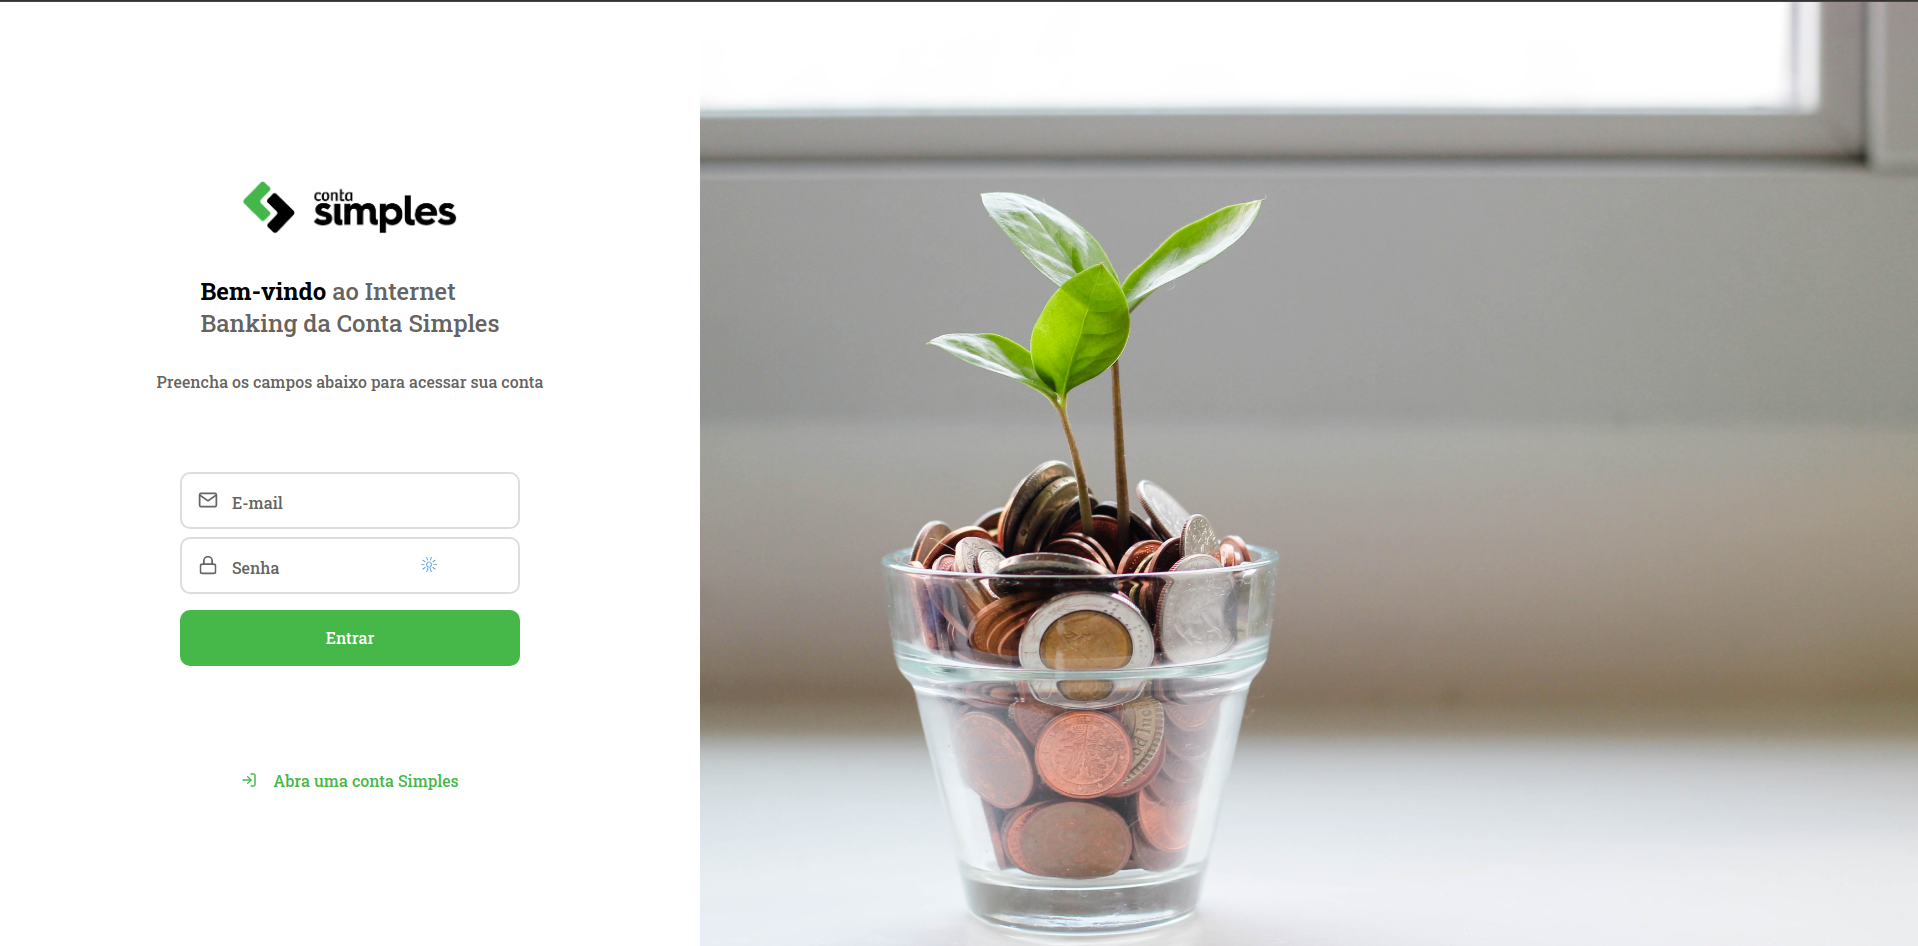 conta
simples
Bem-vindo ao Internet
Banking da Conta Simples
Preencha os campos abaixo para acessar sua conta
E-mail
Senha
Entrar
Abra uma conta Simples